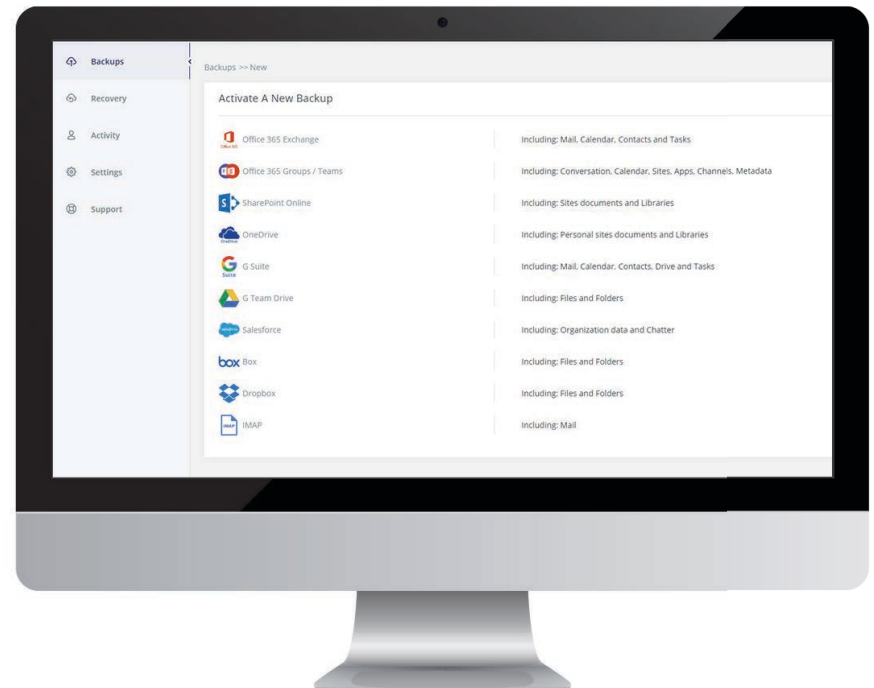 Backups
Recovery
Activity
Settings
Support
Backups >> New
Activate A New Backup
Office 365 Exchange
Including: Mail, Calendar, Contacts and Tasks
Office 365 Groups / Teams
Including: Conversation, Calendar, Sites, Apps, Channels, Metadata
SharePoint Online
Including: Sites documents and Libraries
OneDrive
Including: Personal sites documents and Libraries
G Suite
Including: Mail, Calendar, Contacts, Drive and Tasks
G Team Drive
Including: Files and Folders
Salesforce
Including: Organization data and Chatter
box Box
Including: Files and Folders
Dropbox
Including: Files and Folders
IMAP IMAP
Including: Mail